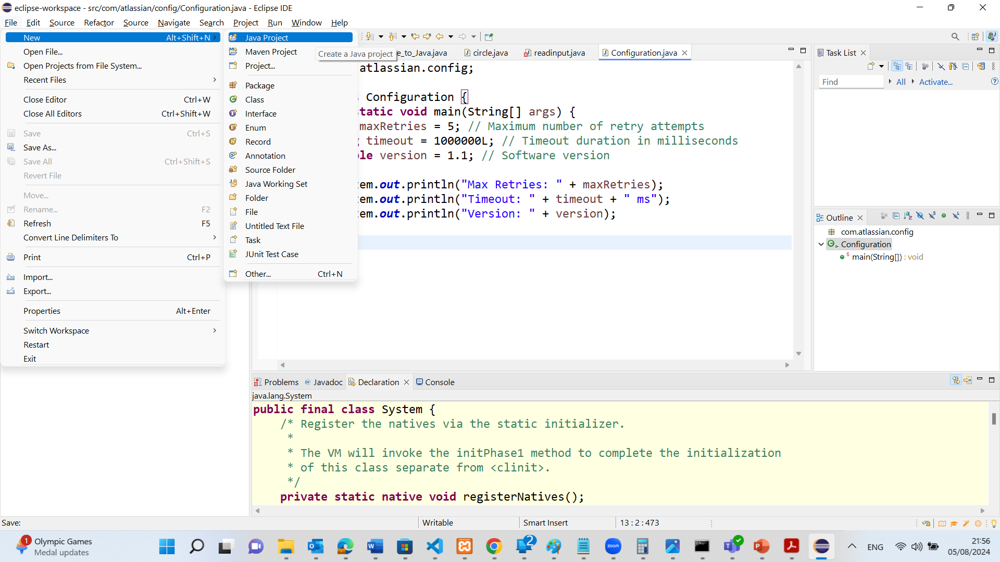 eclipse-workspace - src/com/atlassian/config/Configuration.java - Eclipse IDE
File Edit Source Refactor Source Navigate Search Project Run Window Help
New Alt+Shift+N
Open File...
Open Projects from File System...
Recent Files
Close Editor Ctrl+W
Close All Editors Ctrl+Shift+W
Save Ctrl+S
Save As...
Save All Ctrl+Shift+S
Revert File
Move...
Rename... F2
Refresh F5
Convert Line Delimiters To
Print Ctrl+P
Import...
Export...
Properties Alt+Enter
Switch Workspace
Restart
Exit
Java Project
Maven Project
Project...
Package
Class
Interface
Enum
Record
Annotation
Source Folder
Java Working Set
Folder
File
Untitled Text File
Task
JUnit Test Case
Other... Ctrl+N
Create a Java project
e_to_Java.java circle.java readinput.java Configuration.java
atlassian.config;
Configuration {
static void main(String[] args) {
maxRetries = 5; // Maximum number of retry attempts
timeout = 1000000L; // Timeout duration in milliseconds
le version = 1.1; // Software version
em.out.println("Max Retries: " + maxRetries);
em.out.println("Timeout: " + timeout + " ms");
em.out.println("Version: " + version);
Task List
Find All Activate...
Outline
com.atlassian.config
Configuration
main(String[]) : void
Problems Javadoc Declaration Console
java.lang.System
public final class System {
/* Register the natives via the static initializer.
*
* The VM will invoke the initPhase1 method to complete the initialization
* of this class separate from <clinit>.
*/
private static native void registerNatives();
Save: Writable Smart Insert 13 : 2 : 473
1 Olympic Games
Medal updates
2
zoom
ENG
21:56
05/08/2024